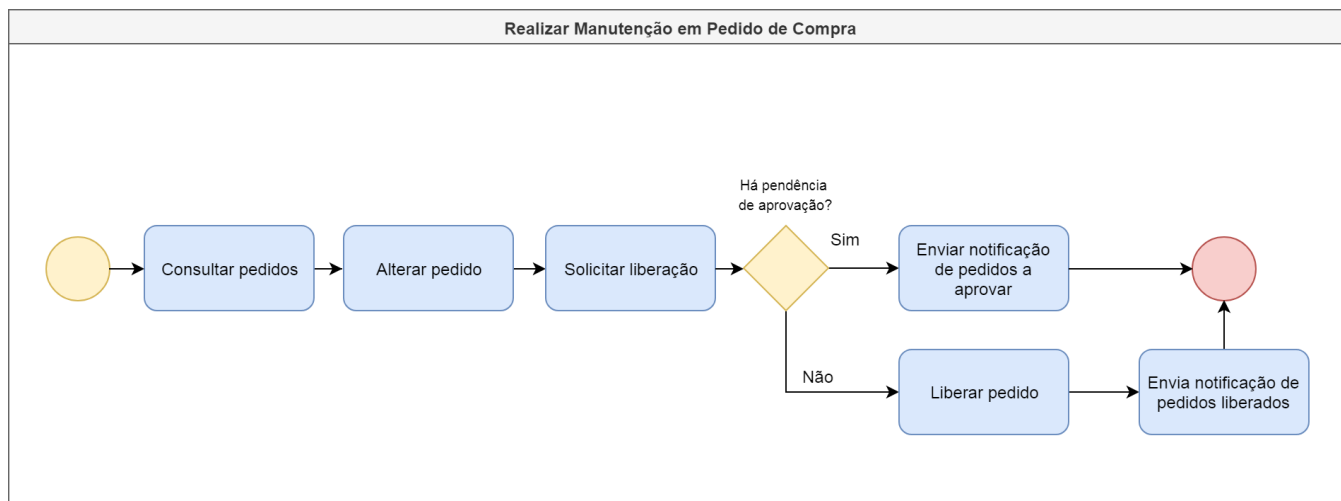 Realizar Manutenção em Pedido de Compra
Há pendência
de aprovação?
Consultar pedidos
Alterar pedido
Solicitar liberação
Sim
Enviar notificação
de pedidos a
aprovar
Não
Liberar pedido
Envia notificação de
pedidos liberados